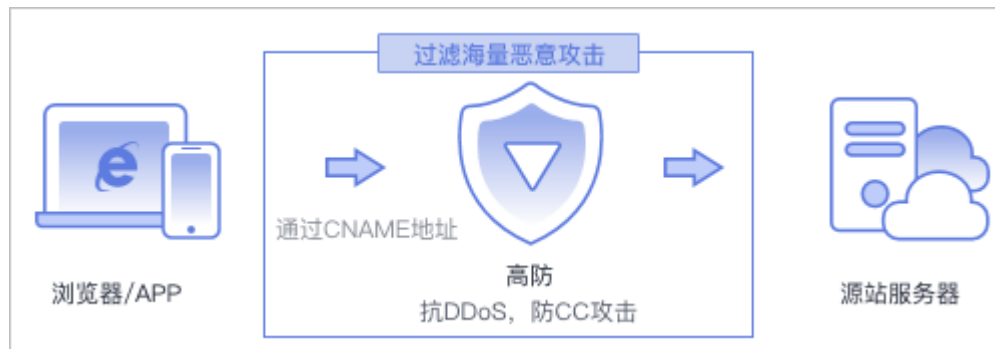 过滤海量恶意攻击
通过CNAME地址
浏览器/APP
高防
抗DDoS，防CC攻击
源站服务器